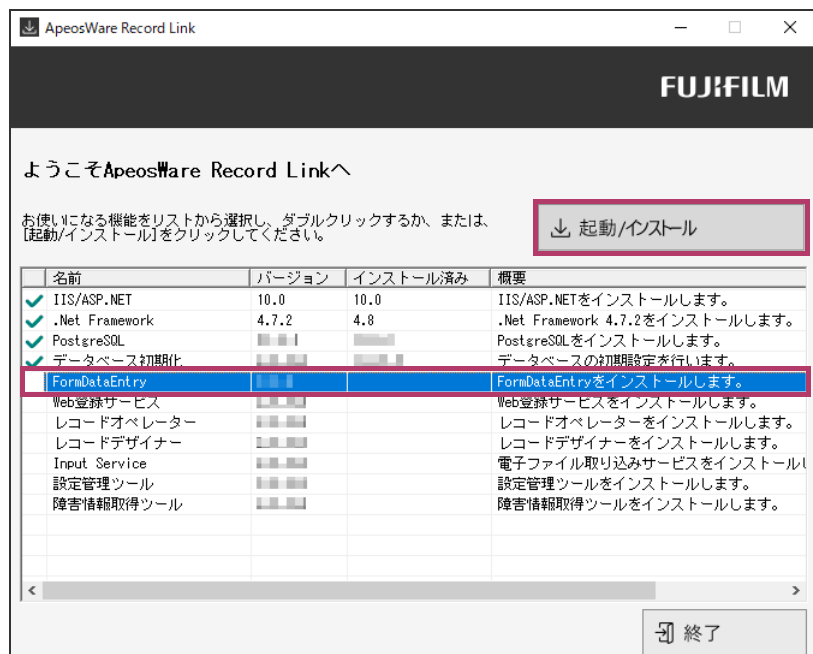 ApeosWare Record Link
FUJIFILM
ようこそApeosWare Record Linkへ
お使いになる機能をリストから選択し、ダブルクリックするか、または、
[起動/インストール]をクリックしてください。
起動/インストール
名前 バージョン インストール済み 概要
IIS/ASP.NET 10.0 10.0 IIS/ASP.NETをインストールします。
.Net Framework 4.7.2 4.8 .Net Framework 4.7.2をインストールします。
PostgreSQL PostgreSQLをインストールします。
データベース初期化 データベースの初期設定を行います。
FormDataEntry FormDataEntryをインストールします。
Web登録サービス Web登録サービスをインストールします。
レコードオペレーター レコードオペレーターをインストールします。
レコードデザイナー レコードデザイナーをインストールします。
Input Service 電子ファイル取り込みサービスをインストールし
設定管理ツール 設定管理ツールをインストールします。
障害情報取得ツール 障害情報取得ツールをインストールします。
終了